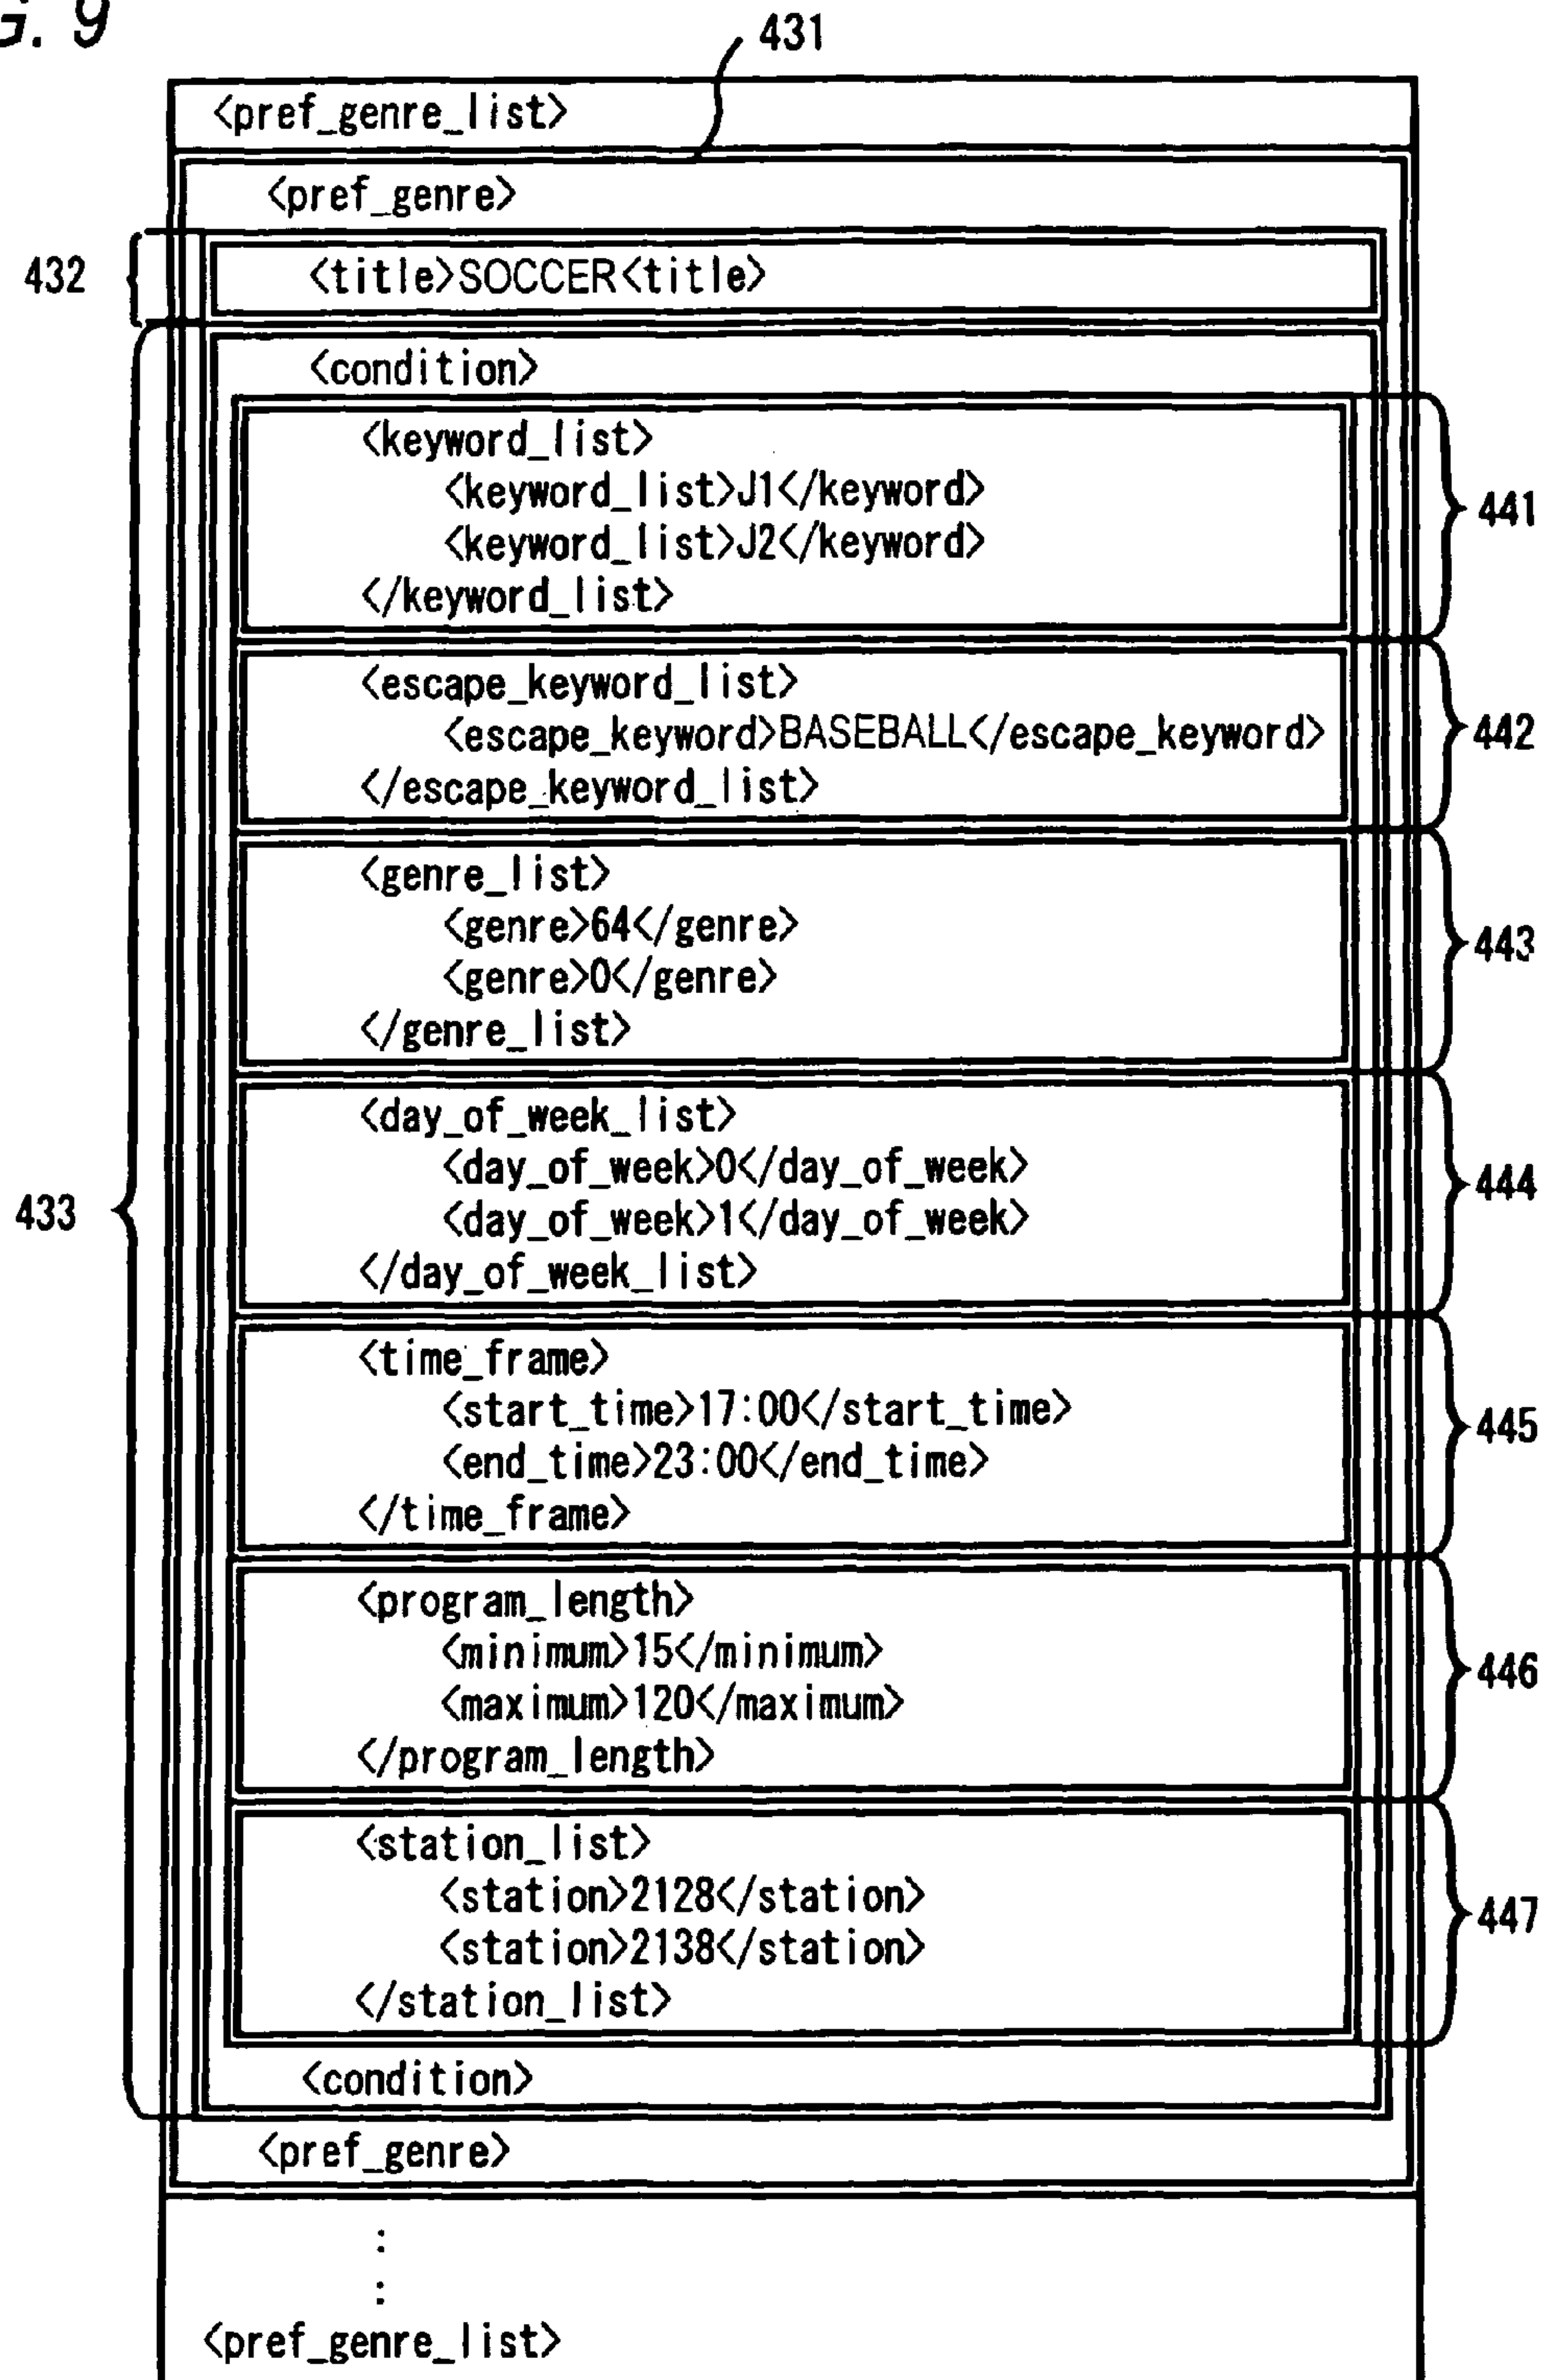 G. 9
431
<pref_genre_list>
<pref_genre>
432
<title>SOCCER<title>
<condition>
<keyword_list>
<keyword_list>J1</keyword>
441
<keyword_list>J2</keyword>
</keyword_list>
<escape_keyword_list>
<escape_keyword>BASEBALL</escape_keyword>
442
</escape_keyword_list>
<genre_list>
<genre>64</genre>
443
<genre>0</genre>
</genre_list>
<day_of_week_list>
<day_of_week>0</day_of_week>
444
433
<day_of_week>1</day_of_week>
</day_of_week_list>
<time_frame>
<start_time>17:00</start_time>
445
<end_time>23:00</end_time>
</time_frame>
<program_length>
<minimum>15</minimum>
446
<maximum>120</maximum>
</program_length>
<station_list>
<station>2128</station>
447
<station>2138</station>
</station_list>
<condition>
<pref_genre>
:
:
<pref_genre_list>